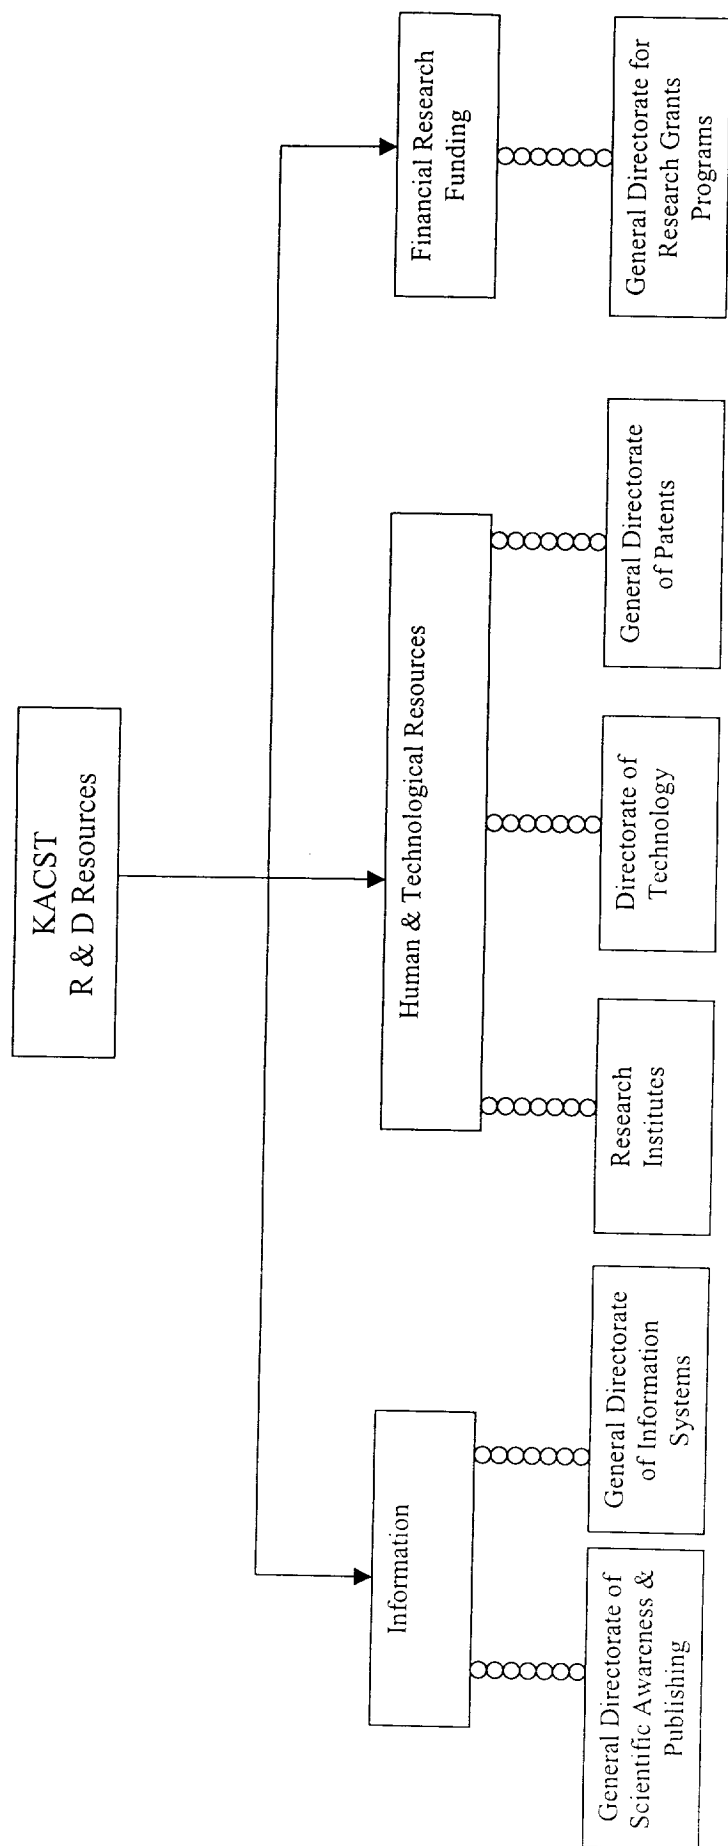 KACST
R & D Resources
Information
Human & Technological Resources
Financial Research
Funding
General Directorate of
Scientific Awareness &
Publishing
General Directorate
of Information
Systems
Research
Institutes
Directorate of
Technology
General Directorate
of Patents
General Directorate for
Research Grants
Programs